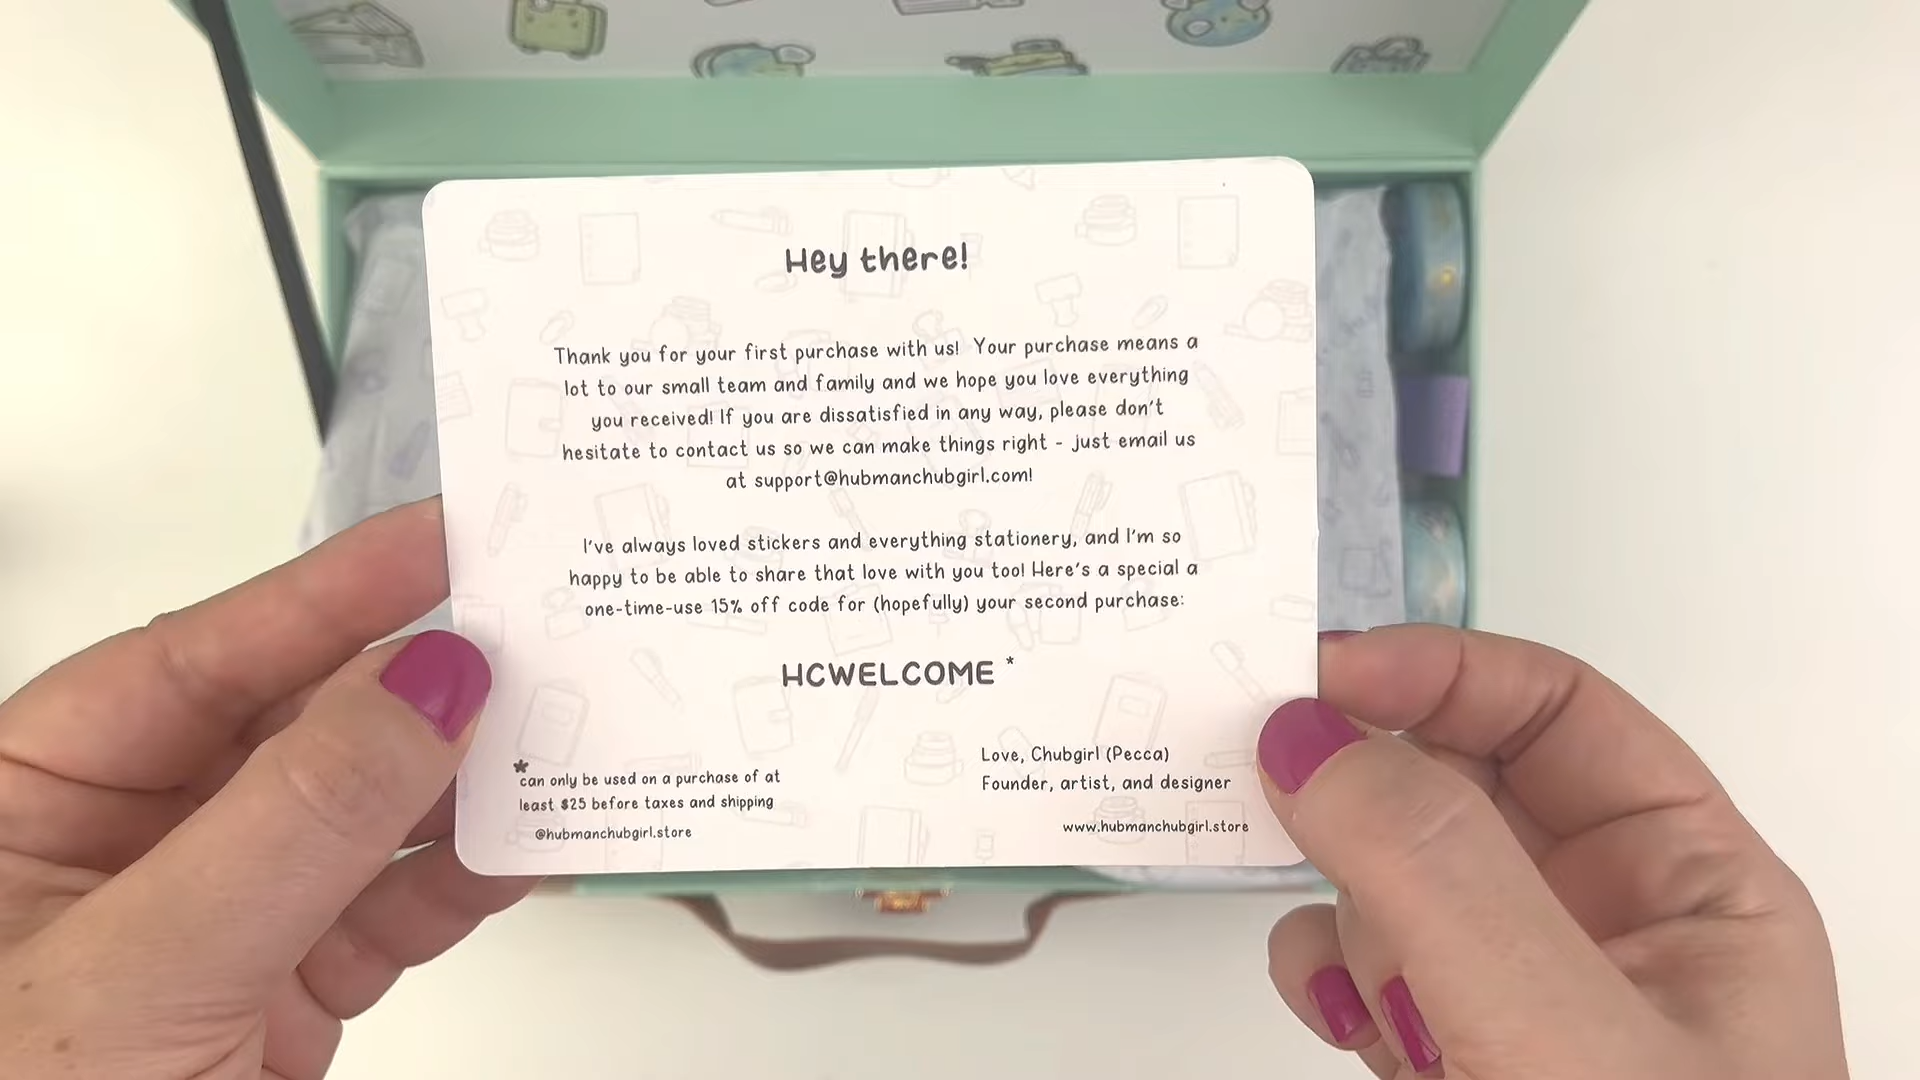 Hey there!
Thank you for your first purchase with us! Your purchase means a
lot to our small team and family and we hope you love everything
you received! If you are dissatisfied in any way, please don't
hesitate to contact us so we can make things right - just email us
at support@hubmanchubgirl.com!
I've always loved stickers and everything stationery, and I'm so
happy to be able to share that love with you too! Here's a special a
one-time-use 15% off code for (hopefully) your second purchase:
HCWELCOME *
* can only be used on a purchase of at
least $25 before taxes and shipping
@hubmanchubgirl.store
Love, Chubgirl (Pecca)
Founder, artist, and designer
www.hubmanchubgirl.store